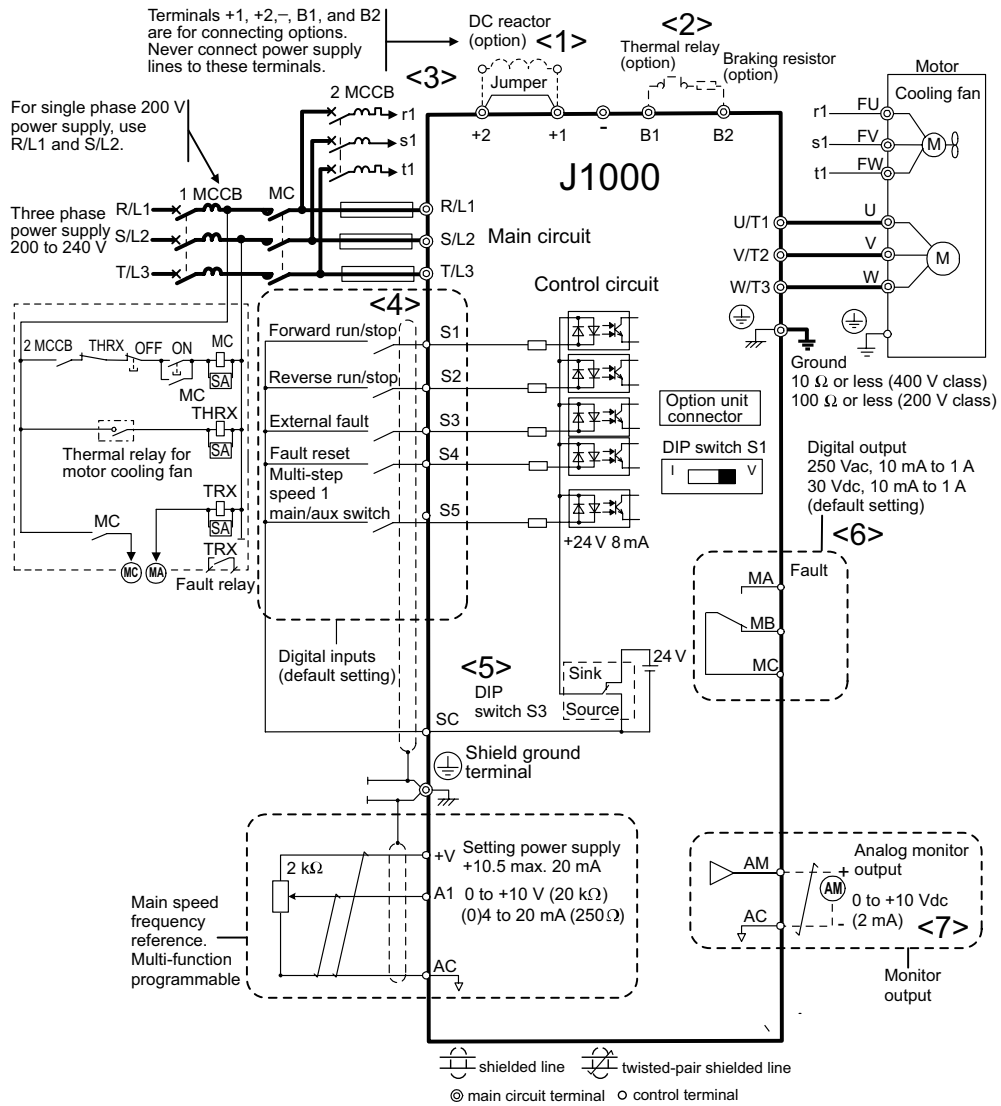 Terminals +1, +2,–, B1, and B2
are for connecting options.
Never connect power supply
lines to these terminals.
DC reactor
(option) <1>
Jumper
<2>
Thermal relay
(option)
Braking resistor
(option)
Motor
Cooling fan
<3>
2 MCCB
r1
s1
t1
+2
+1
-
B1
B2
r1
FU
s1
FV
t1
FW
M
For single phase 200 V
power supply, use
R/L1 and S/L2.
J1000
1 MCCB
MC
Three phase
power supply
200 to 240 V
R/L1
S/L2
T/L3
R/L1
S/L2
T/L3
Main circuit
U/T1
V/T2
W/T3
U
V
W
M
Control circuit
<4>
Ground
10 Ω or less (400 V class)
100 Ω or less (200 V class)
2 MCCB
THRX
OFF
ON
MC
SA
MC
THRX
SA
Thermal relay for
motor cooling fan
TRX
SA
MC
TRX
MC
MA
Fault relay
Forward run/stop
S1
Reverse run/stop
S2
External fault
S3
Fault reset
S4
Multi-step
speed 1
main/aux switch
S5
+24 V 8 mA
Option unit
connector
DIP switch S1
I
V
Digital output
250 Vac, 10 mA to 1 A
30 Vdc, 10 mA to 1 A
(default setting)
<6>
MA
Fault
MB
MC
Digital inputs
(default setting)
<5>
DIP
switch S3
Sink
Source
24 V
SC
Shield ground
terminal
2 kΩ
+V
Setting power supply
+10.5 max. 20 mA
A1
0 to +10 V (20 kΩ)
(0)4 to 20 mA (250Ω)
AC
Main speed
frequency
reference.
Multi-function
programmable
AM
+
Analog monitor
output
AM
0 to +10 Vdc
(2 mA)
AC
-
<7>
Monitor
output
shielded line
twisted-pair shielded line
main circuit terminal
control terminal